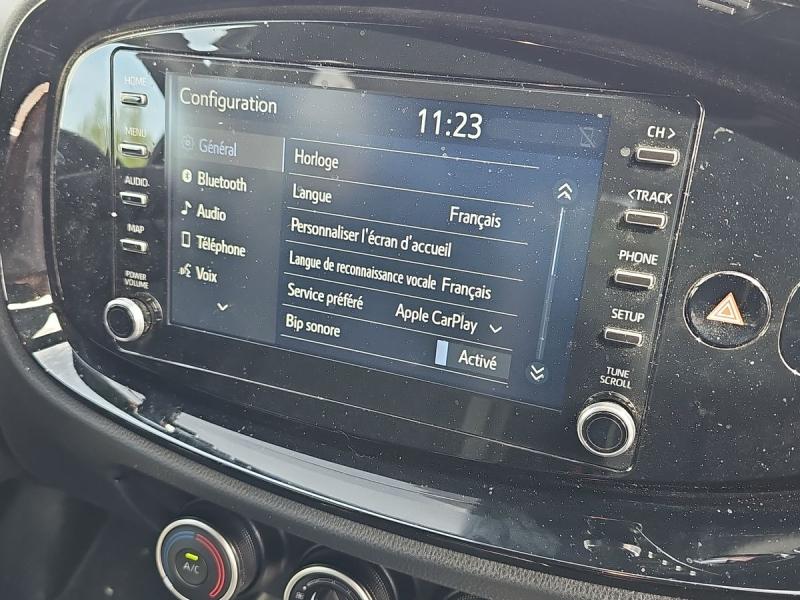 HOME
MENU
AUDIO
MAP
POWER
VOLUME
Configuration
11:23
Général
Bluetooth
Audio
Téléphone
Voix
Horloge
Langue
Français
Personnaliser l'écran d'accueil
Langue de reconnaissance vocale Français
Service préféré
Apple CarPlay
Bip sonore
Activé
CH >
< TRACK
PHONE
SETUP
TUNE
SCROLL
A/C